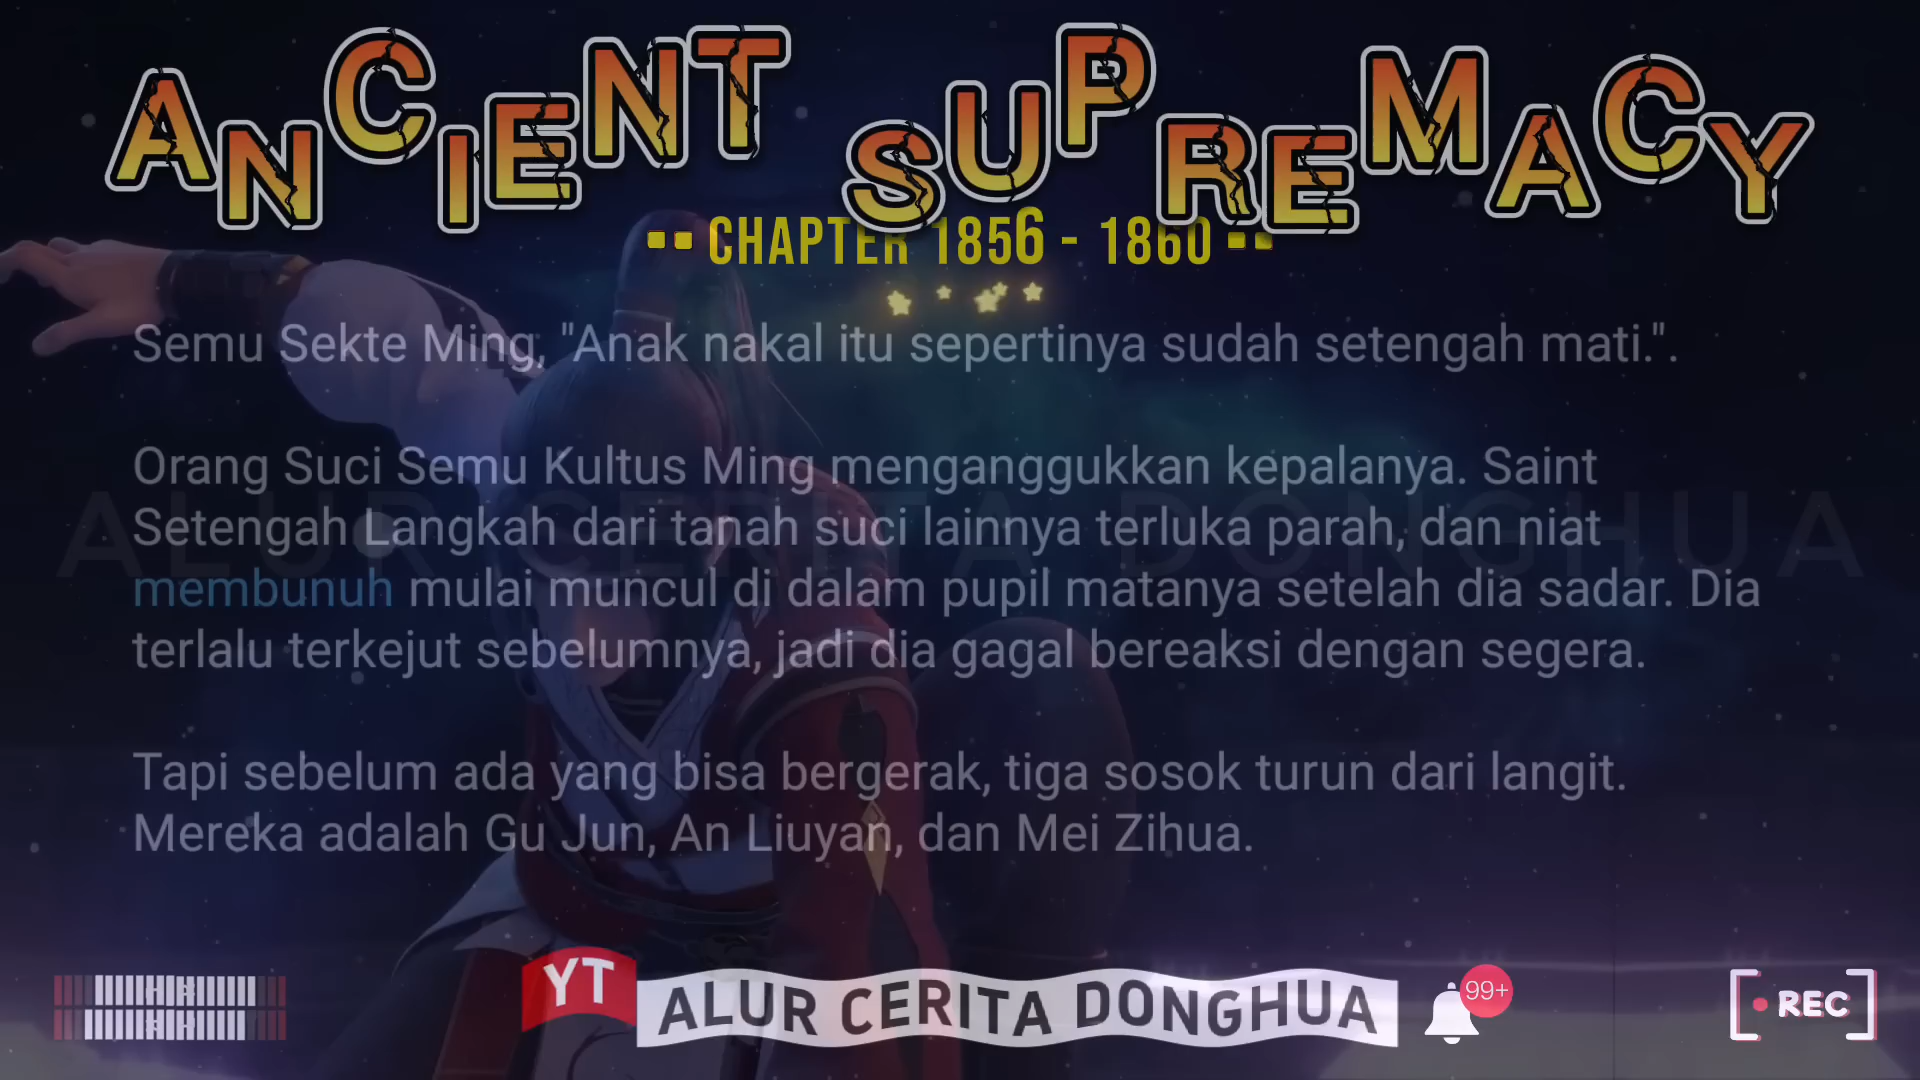 ANCIENT SUPREMACY
CHAPTER 1856 - 1860
Semu Sekte Ming, "Anak nakal itu sepertinya sudah setengah mati.".
Orang Suci Semu Kultus Ming menganggukkan kepalanya. Saint
Setengah Langkah dari tanah suci lainnya terluka parah, dan niat
membunuh mulai muncul di dalam pupil matanya setelah dia sadar. Dia
terlalu terkejut sebelumnya, jadi dia gagal bereaksi dengan segera.
Tapi sebelum ada yang bisa bergerak, tiga sosok turun dari langit.
Mereka adalah Gu Jun, An Liuyan, dan Mei Zihua.
ALUR CERITA DONGHUA
YT ALUR CERITA DONGHUA
99+
REC